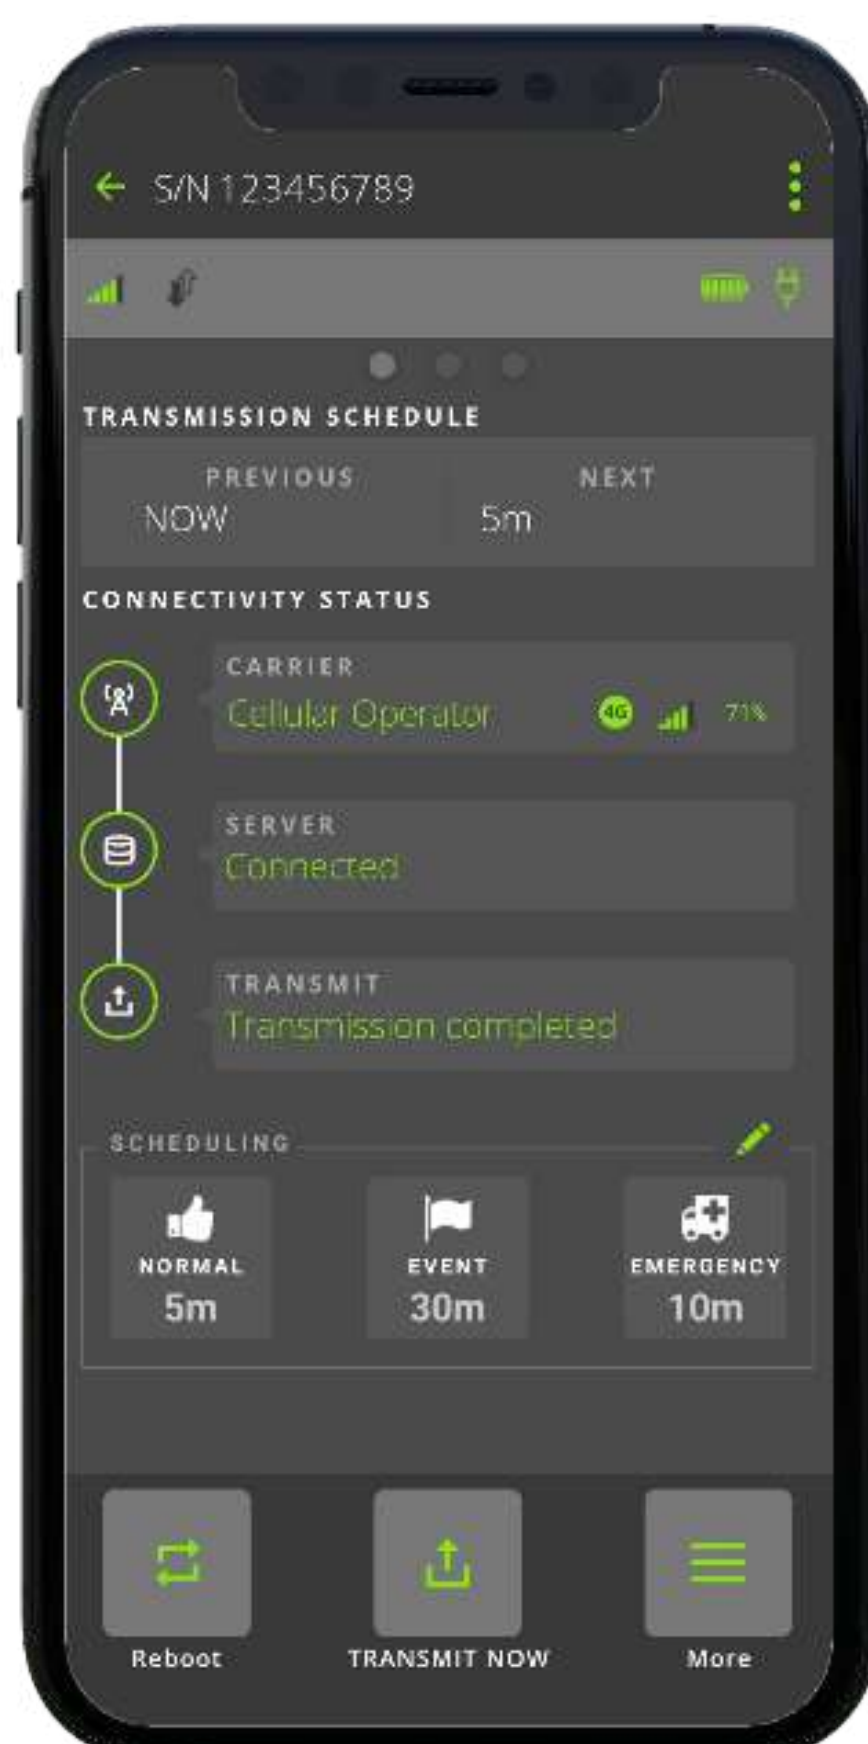 S/N 123456789
TRANSMISSION SCHEDULE
PREVIOUS NEXT
NOW 5m
CONNECTIVITY STATUS
CARRIER
Cellular Operator 4G 71%
SERVER
Connected
TRANSMIT
Transmission completed
SCHEDULING
NORMAL EVENT EMERGENCY
5m 30m 10m
Reboot TRANSMIT NOW More